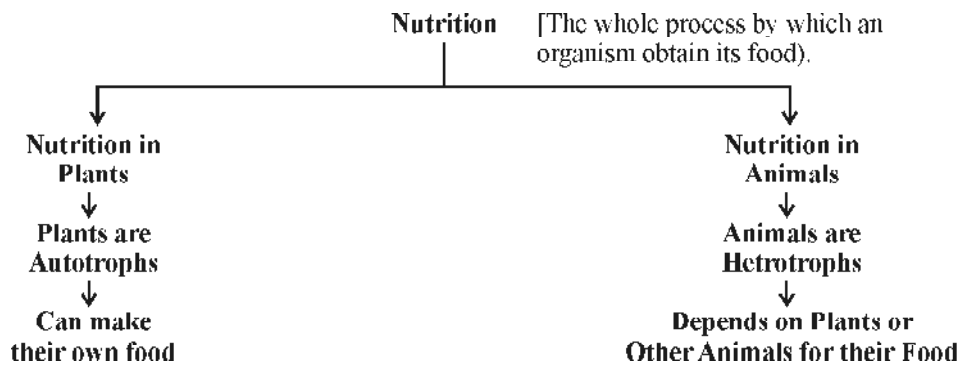 Nutrition [The whole process by which an
organism obtain its food).
Nutrition in
Plants
Plants are
Autotrophs
Can make
their own food
Nutrition in
Animals
Animals are
Hetrotrophs
Depends on Plants or
Other Animals for their Food